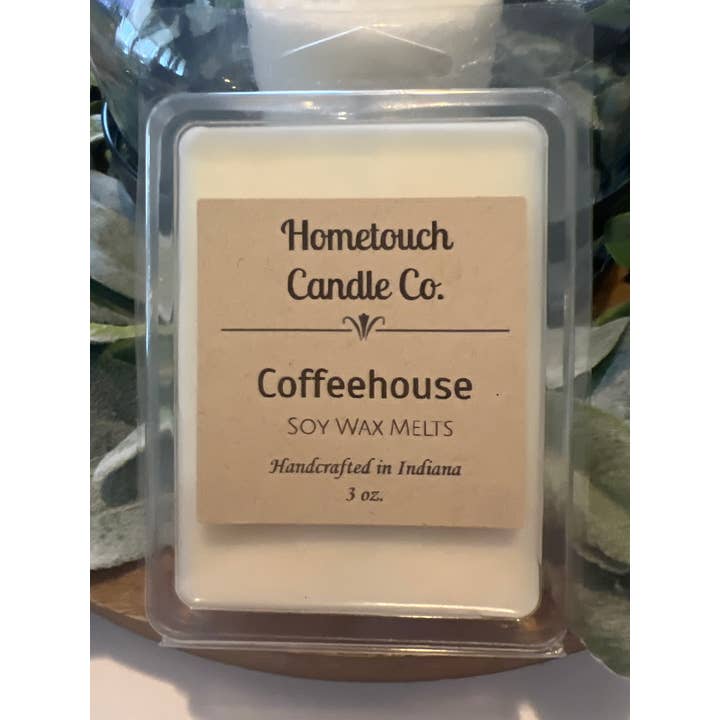 Hometouch
Candle Co.
Coffeehouse
Soy Wax Melts
Handcrafted in Indiana
3 oz.